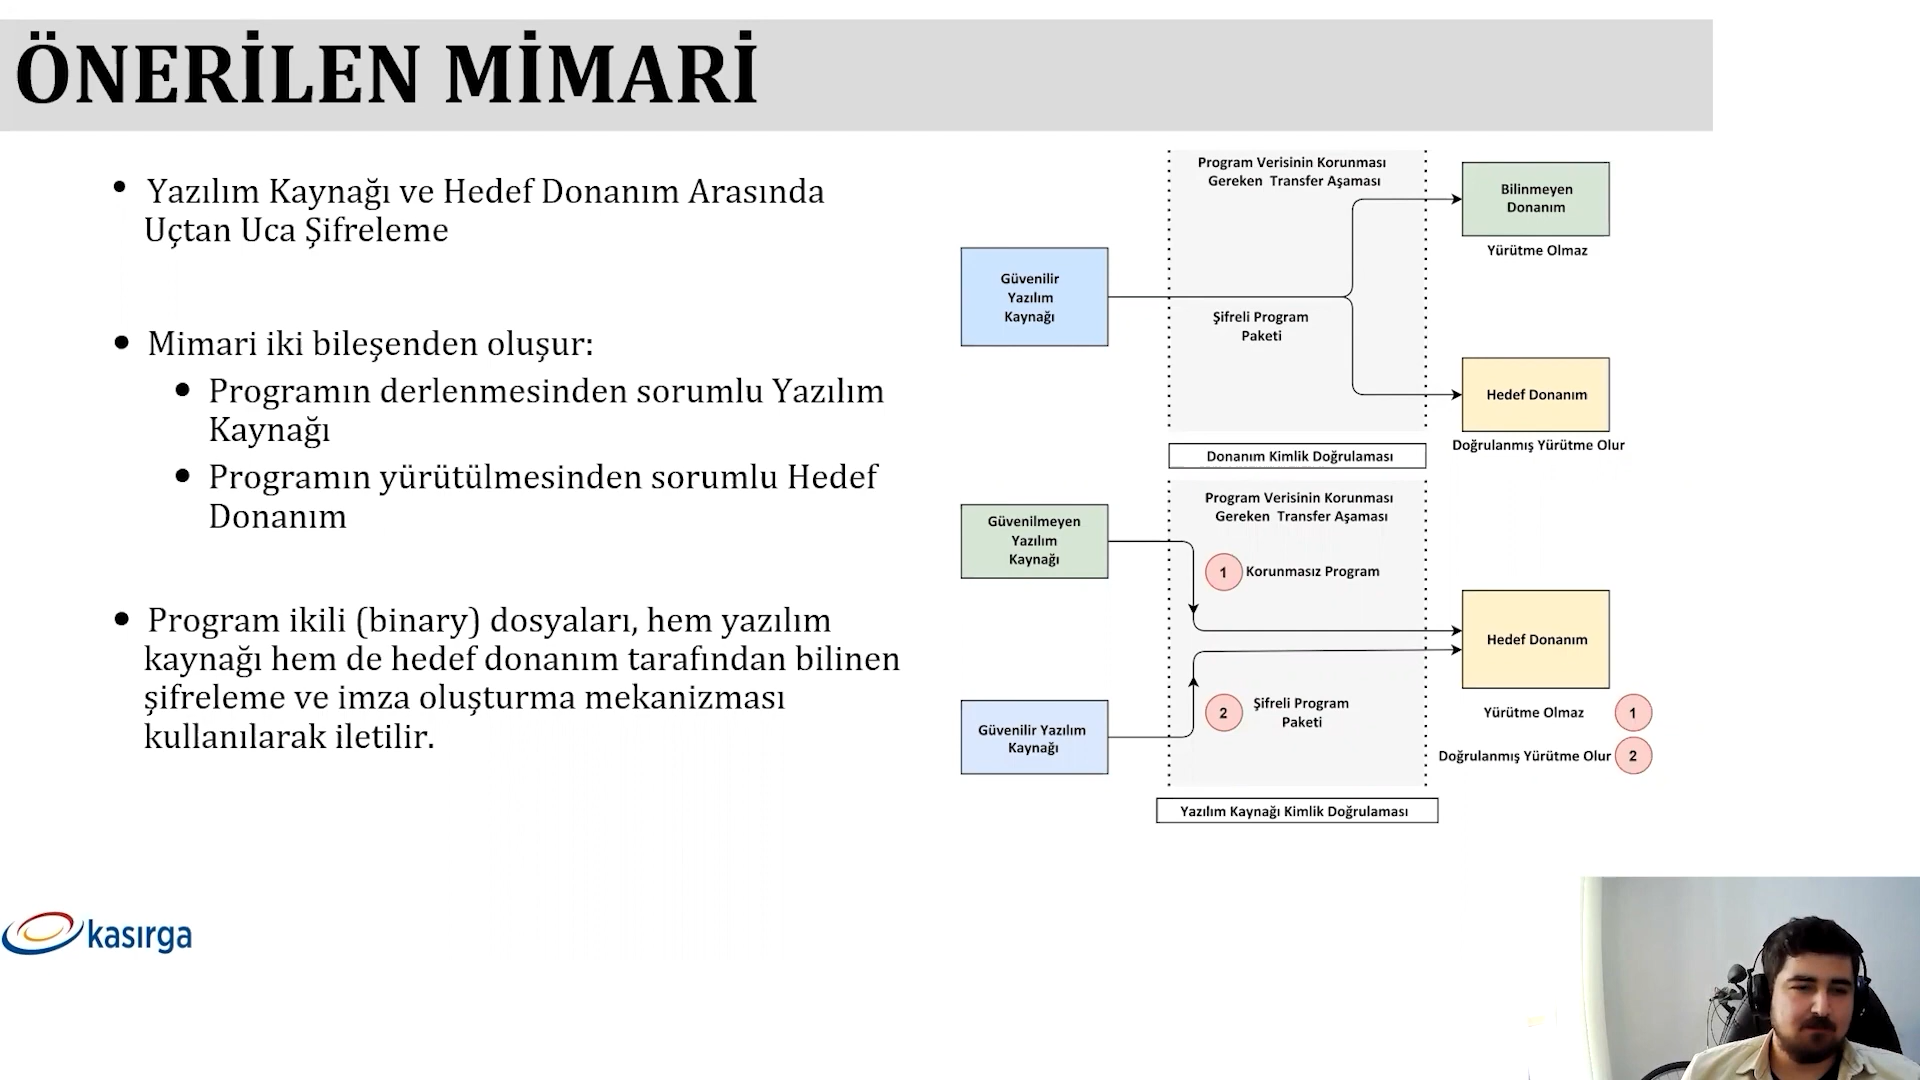 ÖNERİLEN MİMARİ
• Yazılım Kaynağı ve Hedef Donanım Arasında
Uçtan Uca Şifreleme
• Mimari iki bileşenden oluşur:
• Programın derlenmesinden sorumlu Yazılım
Kaynağı
• Programın yürütülmesinden sorumlu Hedef
Donanım
• Program ikili (binary) dosyaları, hem yazılım
kaynağı hem de hedef donanım tarafından bilinen
şifreleme ve imza oluşturma mekanizması
kullanılarak iletilir.
Program Verisinin Korunması
Gereken Transfer Aşaması
Bilinmeyen
Donanım
Yürütme Olmaz
Güvenilir
Yazılım
Kaynağı
Şifreli Program
Paketi
Hedef Donanım
Doğrulanmış Yürütme Olur
Donanım Kimlik Doğrulaması
Program Verisinin Korunması
Gereken Transfer Aşaması
Güvenilmeyen
Yazılım
Kaynağı
1 Korunmasız Program
Hedef Donanım
Güvenilir Yazılım
Kaynağı
2 Şifreli Program
Paketi
Yürütme Olmaz 1
Doğrulanmış Yürütme Olur 2
Yazılım Kaynağı Kimlik Doğrulaması
kasırga